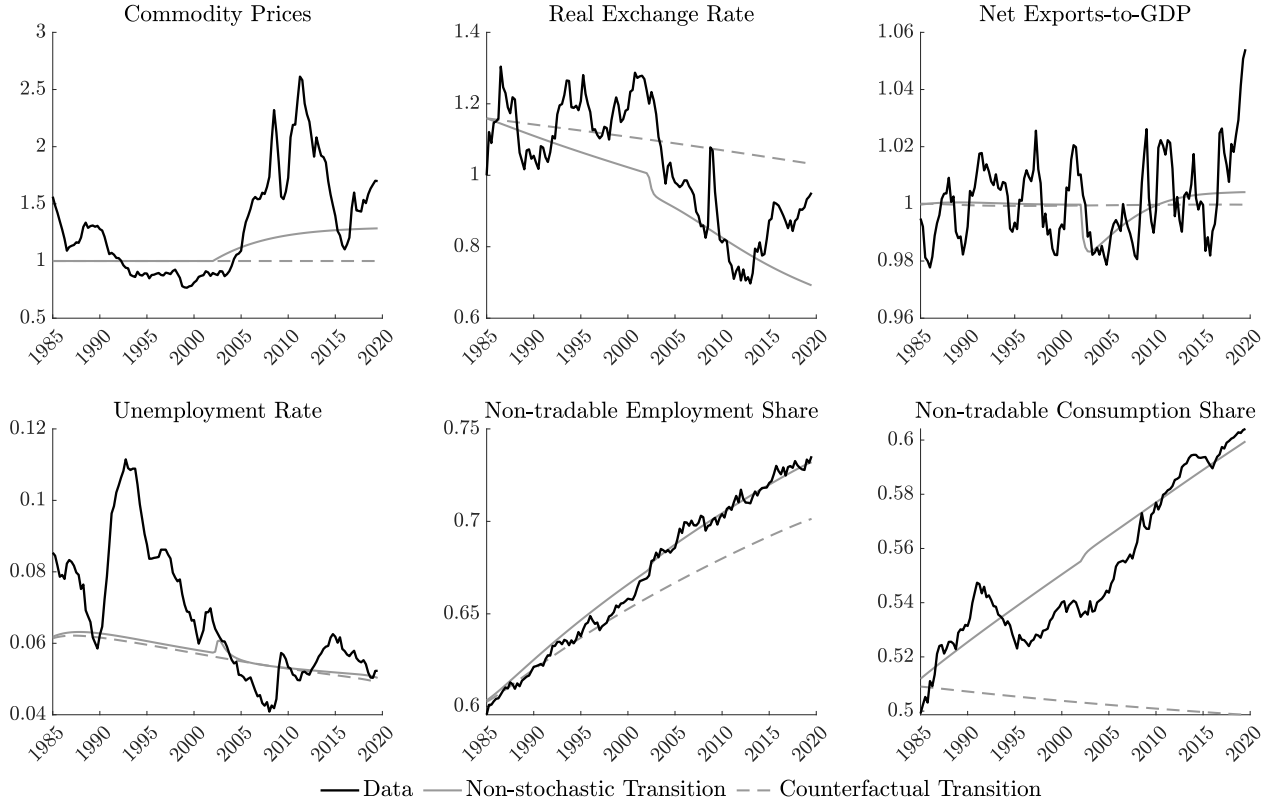 Commodity Prices
3
2.5
2
1.5
1
0.5
1985 1990 1995 2000 2005 2010 2015 2020
Real Exchange Rate
1.4
1.2
1
0.8
0.6
1985 1990 1995 2000 2005 2010 2015 2020
Net Exports-to-GDP
1.06
1.04
1.02
1
0.98
0.96
1985 1990 1995 2000 2005 2010 2015 2020
Unemployment Rate
0.12
0.1
0.08
0.06
0.04
1985 1990 1995 2000 2005 2010 2015 2020
Non-tradable Employment Share
0.75
0.7
0.65
0.6
1985 1990 1995 2000 2005 2010 2015 2020
Non-tradable Consumption Share
0.6
0.58
0.56
0.54
0.52
0.5
1985 1990 1995 2000 2005 2010 2015 2020
Data Non-stochastic Transition Counterfactual Transition